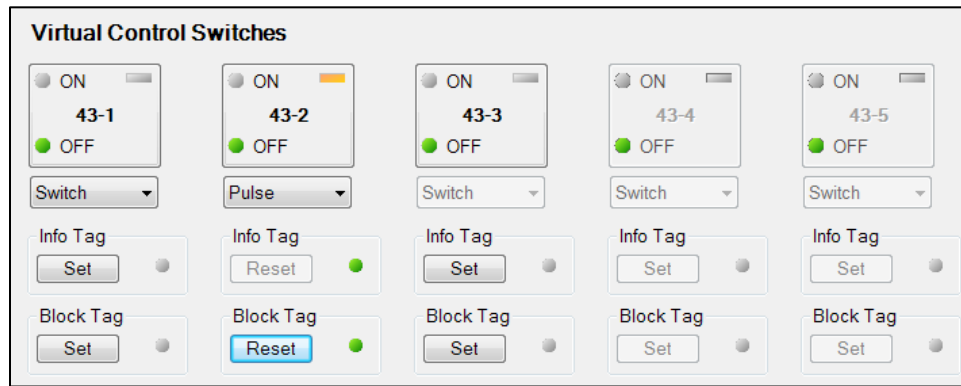 Virtual Control Switches
ON ON ON ON ON
43-1 43-2 43-3 43-4 43-5
OFF OFF OFF OFF OFF
Switch Pulse Switch Switch Switch
Info Tag Info Tag Info Tag Info Tag Info Tag
Set Reset Set Set Set
Block Tag Block Tag Block Tag Block Tag Block Tag
Set Reset Set Set Set